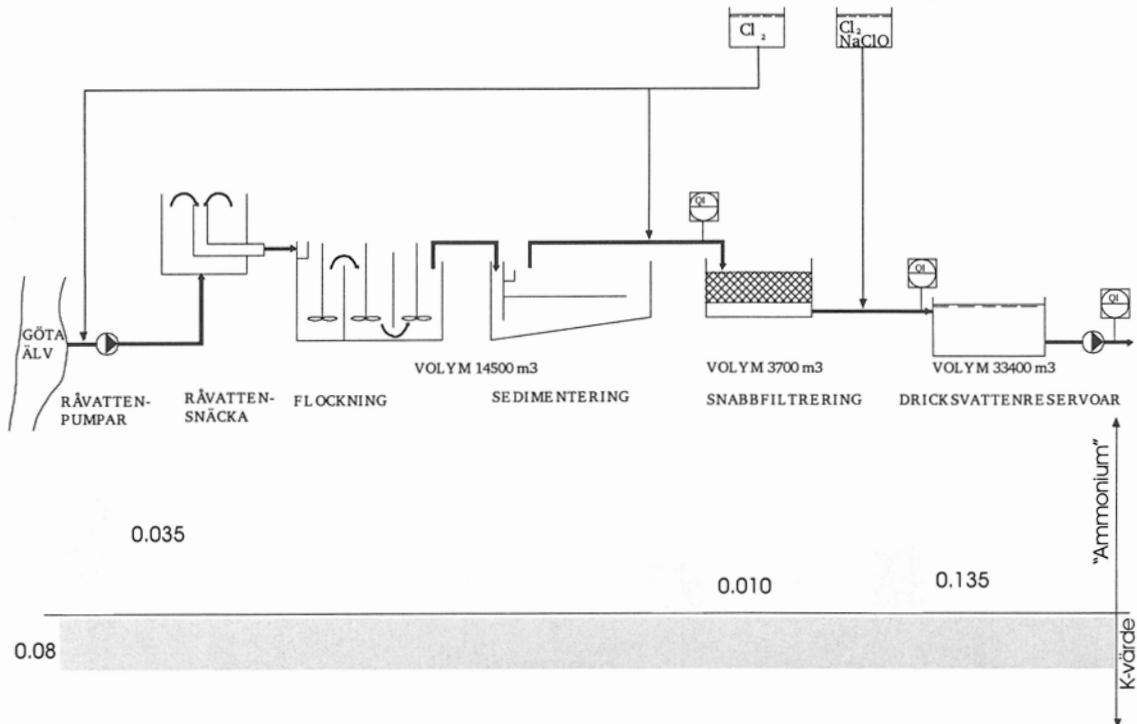 Cl₂
Cl₂
NaClO
QI
QI
QI
GÖTA
ÄLV
VOLYM 14500 m3
VOLYM 3700 m3
VOLYM 33400 m3
RÅVATTEN-
PUMPAR
RÅVATTEN-
SNÄCKA
FLOCKNING
SEDIMENTERING
SNABBFILTRERING
DRICKSVATTENRESERVOAR
"Ammonium"
0.035
0.010
0.135
0.08
K-värde